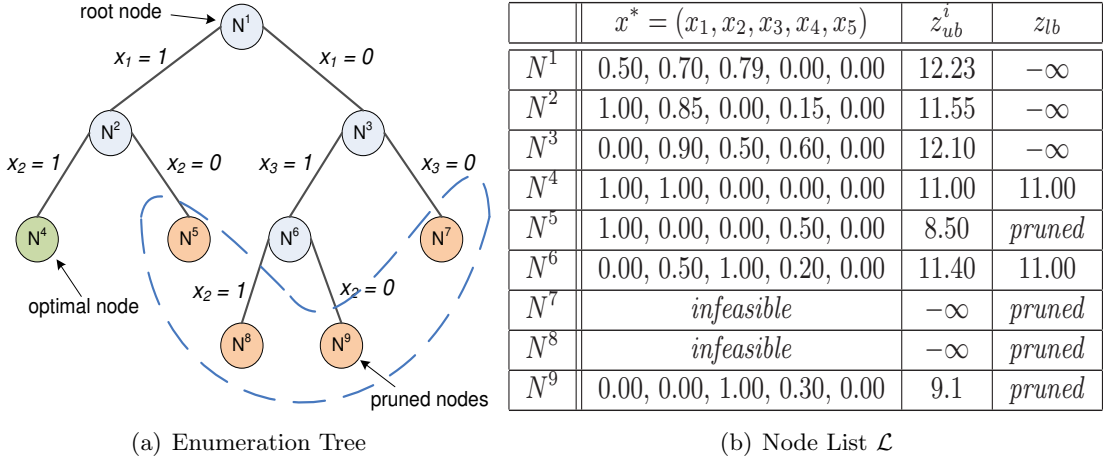 root node
N¹
x₁ = 1
x₁ = 0
N²
N³
x₂ = 1
x₂ = 0
x₃ = 1
x₃ = 0
N⁴
N⁵
N⁶
N⁷
optimal node
x₂ = 1
x₂ = 0
N⁸
N⁹
pruned nodes
(a) Enumeration Tree
x* = (x₁, x₂, x₃, x₄, x₅) zⁱub zlb
N¹ 0.50, 0.70, 0.79, 0.00, 0.00 12.23 −∞
N² 1.00, 0.85, 0.00, 0.15, 0.00 11.55 −∞
N³ 0.00, 0.90, 0.50, 0.60, 0.00 12.10 −∞
N⁴ 1.00, 1.00, 0.00, 0.00, 0.00 11.00 11.00
N⁵ 1.00, 0.00, 0.00, 0.50, 0.00 8.50 pruned
N⁶ 0.00, 0.50, 1.00, 0.20, 0.00 11.40 11.00
N⁷ infeasible −∞ pruned
N⁸ infeasible −∞ pruned
N⁹ 0.00, 0.00, 1.00, 0.30, 0.00 9.1 pruned
(b) Node List ℒ